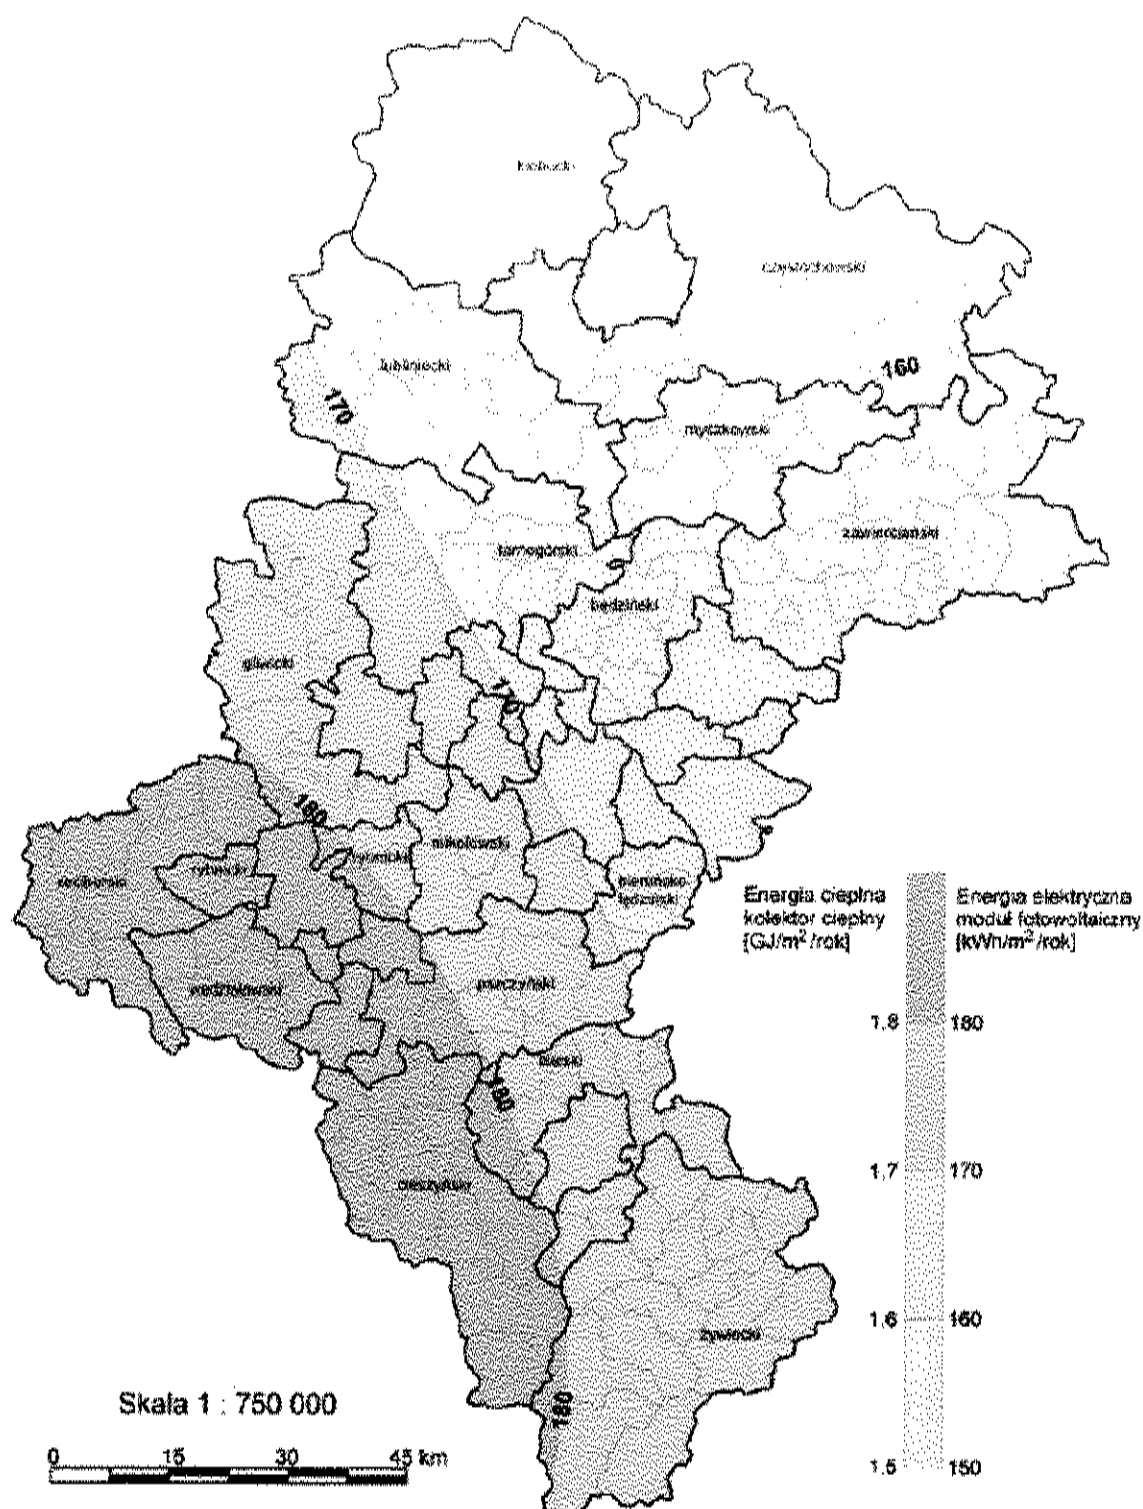 kłobucki
częstochowski
lubliniecki
160
170
myszkowski
zawierciański
tarnogórski
będziński
gliwicki
170
180
mikołowski
rybnicki
rybnicki
raciborski
bieruńsko
lędziński
Energia cieplna
kolektor cieplny
[GJ/m²/rok]
Energia elektryczna
moduł fotowoltaiczny
[kWh/m²/rok]
wodzisławski
pszczyński
1.8
180
bielski
180
1.7
170
cieszyński
1.6
160
żywiecki
Skala 1 : 750 000
180
0 15 30 45 km
1.5
150